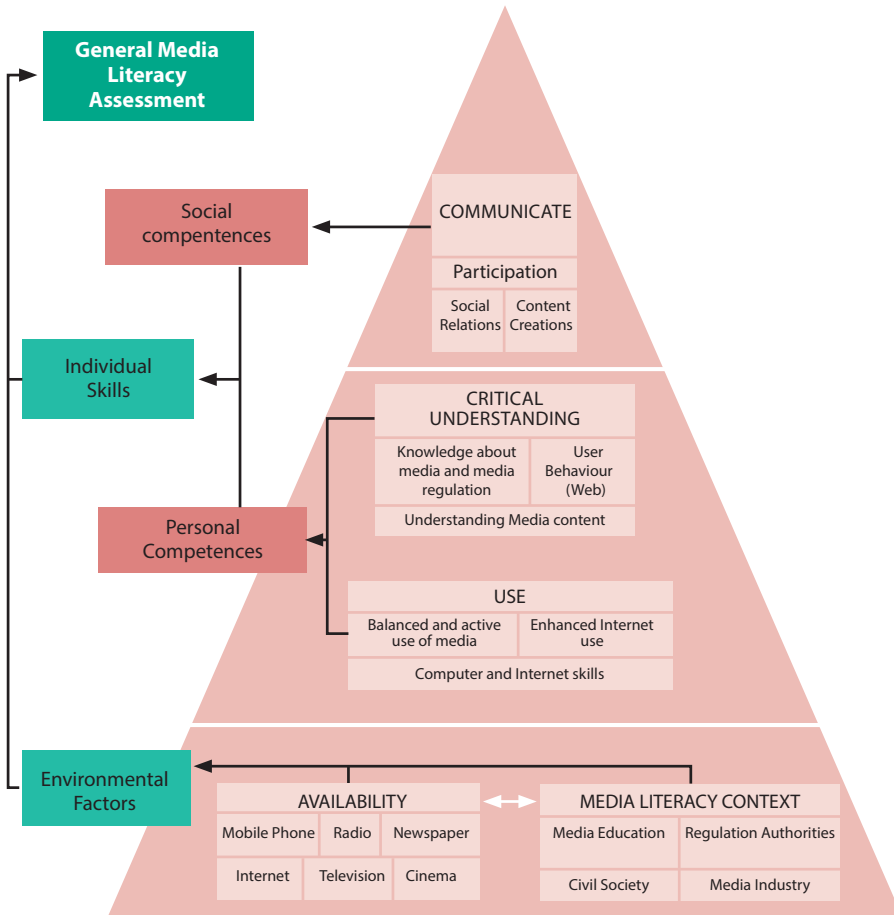 General Media
Literacy
Assessment
Social
compentences
COMMUNICATE
Participation
Social
Relations
Content
Creations
Individual
Skills
CRITICAL
UNDERSTANDING
Knowledge about
media and media
regulation
User
Behaviour
(Web)
Understanding Media content
Personal
Competences
USE
Balanced and active
use of media
Enhanced Internet
use
Computer and Internet skills
Environmental
Factors
AVAILABILITY
Mobile Phone
Radio
Newspaper
Internet
Television
Cinema
MEDIA LITERACY CONTEXT
Media Education
Regulation Authorities
Civil Society
Media Industry